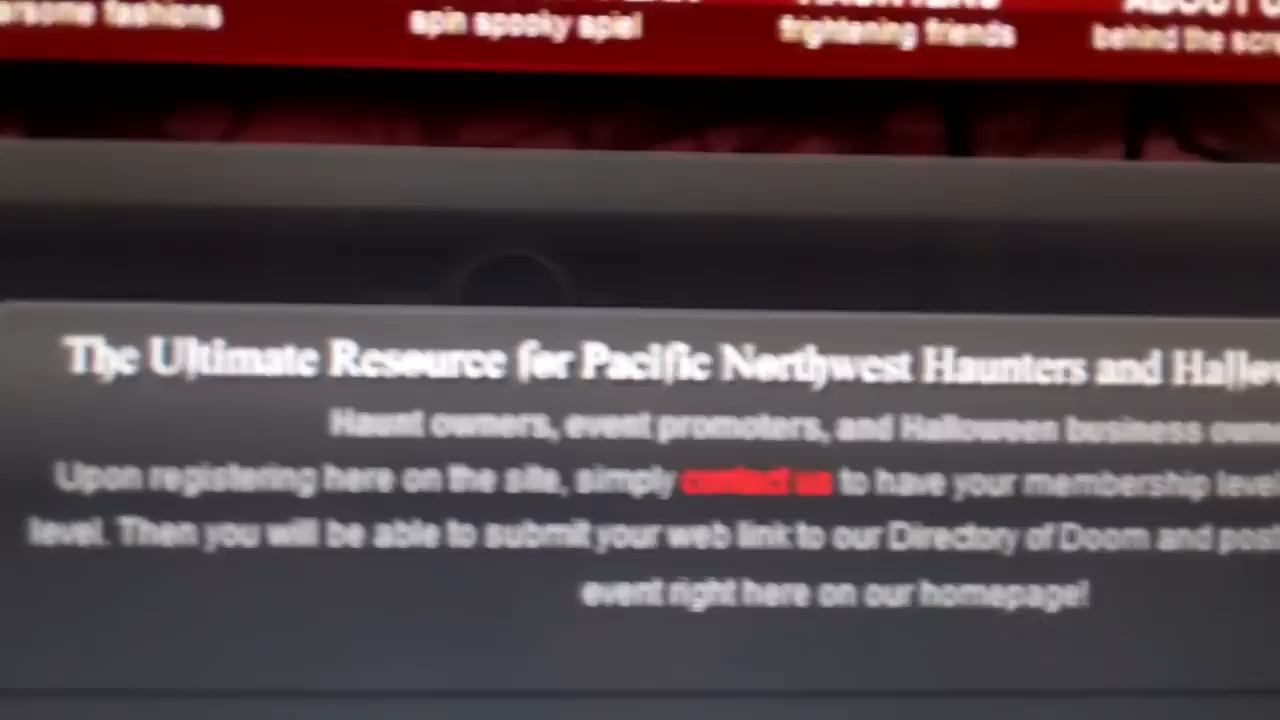 spin spooky spiel
frightening friends
ABOUT
behind the
The Ultimate Resource for Pacific Northwest Haunters and
Haunt owners, event promoters, and Halloween business
Upon registering here on the site, simply contact us to have your membership level
level. Then you will be able to submit your web link to our Directory of Doom and post
event right here on our homepage!